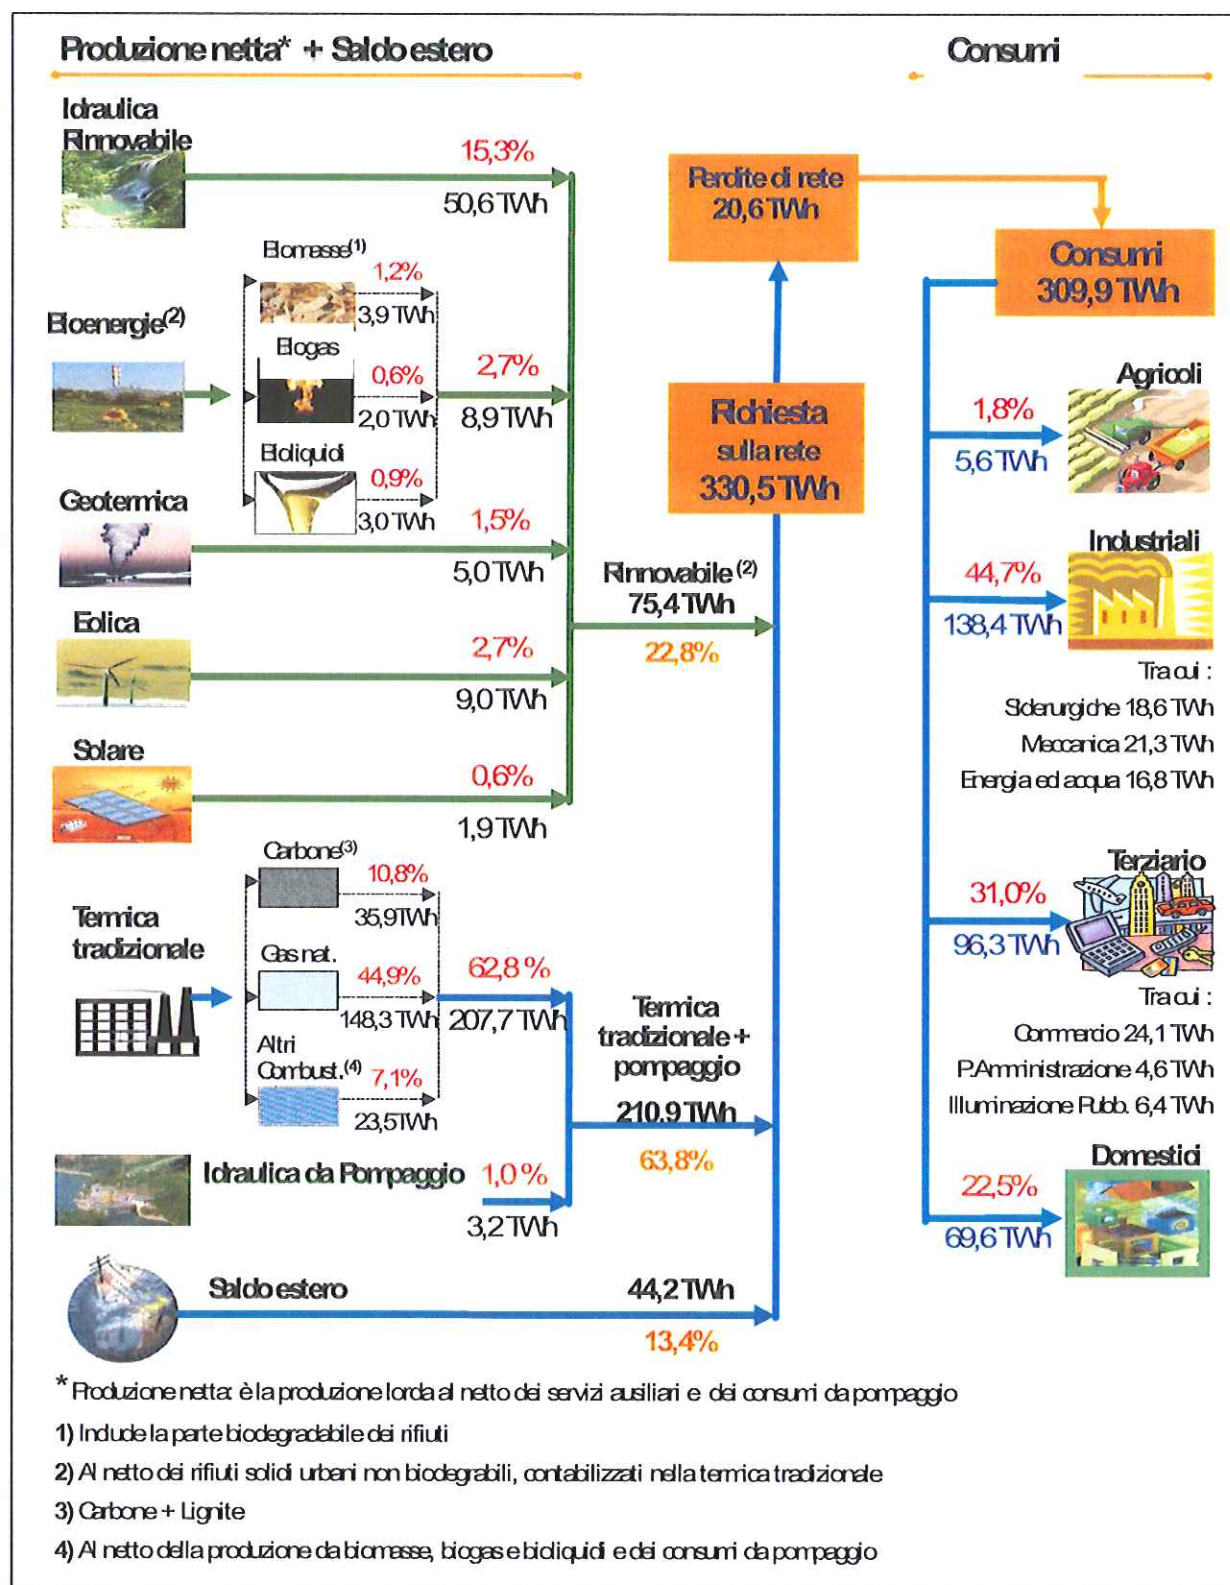 Produzione netta* + Saldo estero
Consumi
Idraulica
Rinnovabile
15,3%
50,6 TWh
Biomasse(1)
1,2%
3,9 TWh
Bioenergie(2)
Biogas
0,6%
2,0 TWh
2,7%
8,9 TWh
Bioliquidi
0,9%
3,0 TWh
Geotermica
1,5%
5,0 TWh
Eolica
2,7%
9,0 TWh
Solare
0,6%
1,9 TWh
Rinnovabile (2)
75,4 TWh
22,8%
Carbone(3)
10,8%
35,9 TWh
Termica
tradizionale
Gas nat.
44,9%
148,3 TWh
62,8 %
207,7 TWh
Altri
Combust.(4)
7,1%
23,5 TWh
Termica
tradizionale +
pompaggio
210,9 TWh
63,8%
Idraulica da Pompaggio
1,0 %
3,2 TWh
Saldo estero
44,2 TWh
13,4%
Perdite di rete
20,6 TWh
Richiesta
sulla rete
330,5 TWh
Consumi
309,9 TWh
Agricoli
1,8%
5,6 TWh
Industriali
44,7%
138,4 TWh
Tra cui :
Siderurgiche 18,6 TWh
Meccanica 21,3 TWh
Energia ed acqua 16,8 TWh
Terziario
31,0%
96,3 TWh
Tra cui :
Commercio 24,1 TWh
P.Amministrazione 4,6 TWh
Illuminazione Pubb. 6,4 TWh
Domestici
22,5%
69,6 TWh
* Produzione netta: è la produzione lorda al netto dei servizi ausiliari e dei consumi da pompaggio
1) Include la parte biodegradabile dei rifiuti
2) Al netto dei rifiuti solidi urbani non biodegrabili, contabilizzati nella termica tradizionale
3) Carbone + Lignite
4) Al netto della produzione da biomasse, biogas e bioliquidi e dei consumi da pompaggio